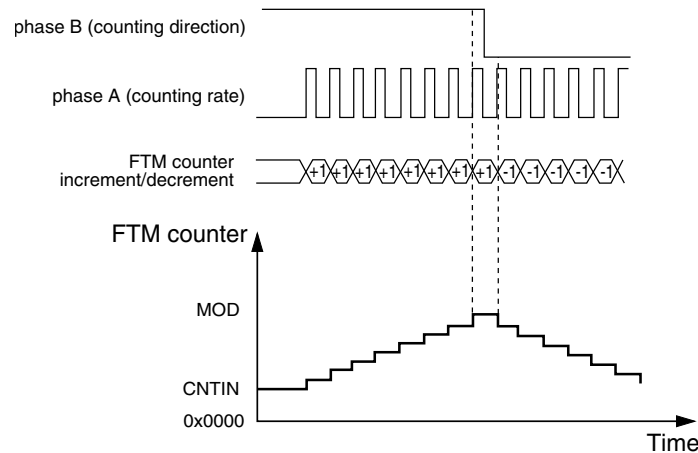 phase B (counting direction)
phase A (counting rate)
FTM counter
increment/decrement
+1 +1 +1 +1 +1 +1 +1 +1 -1 -1 -1 -1 -1
FTM counter
MOD
CNTIN
0x0000
Time